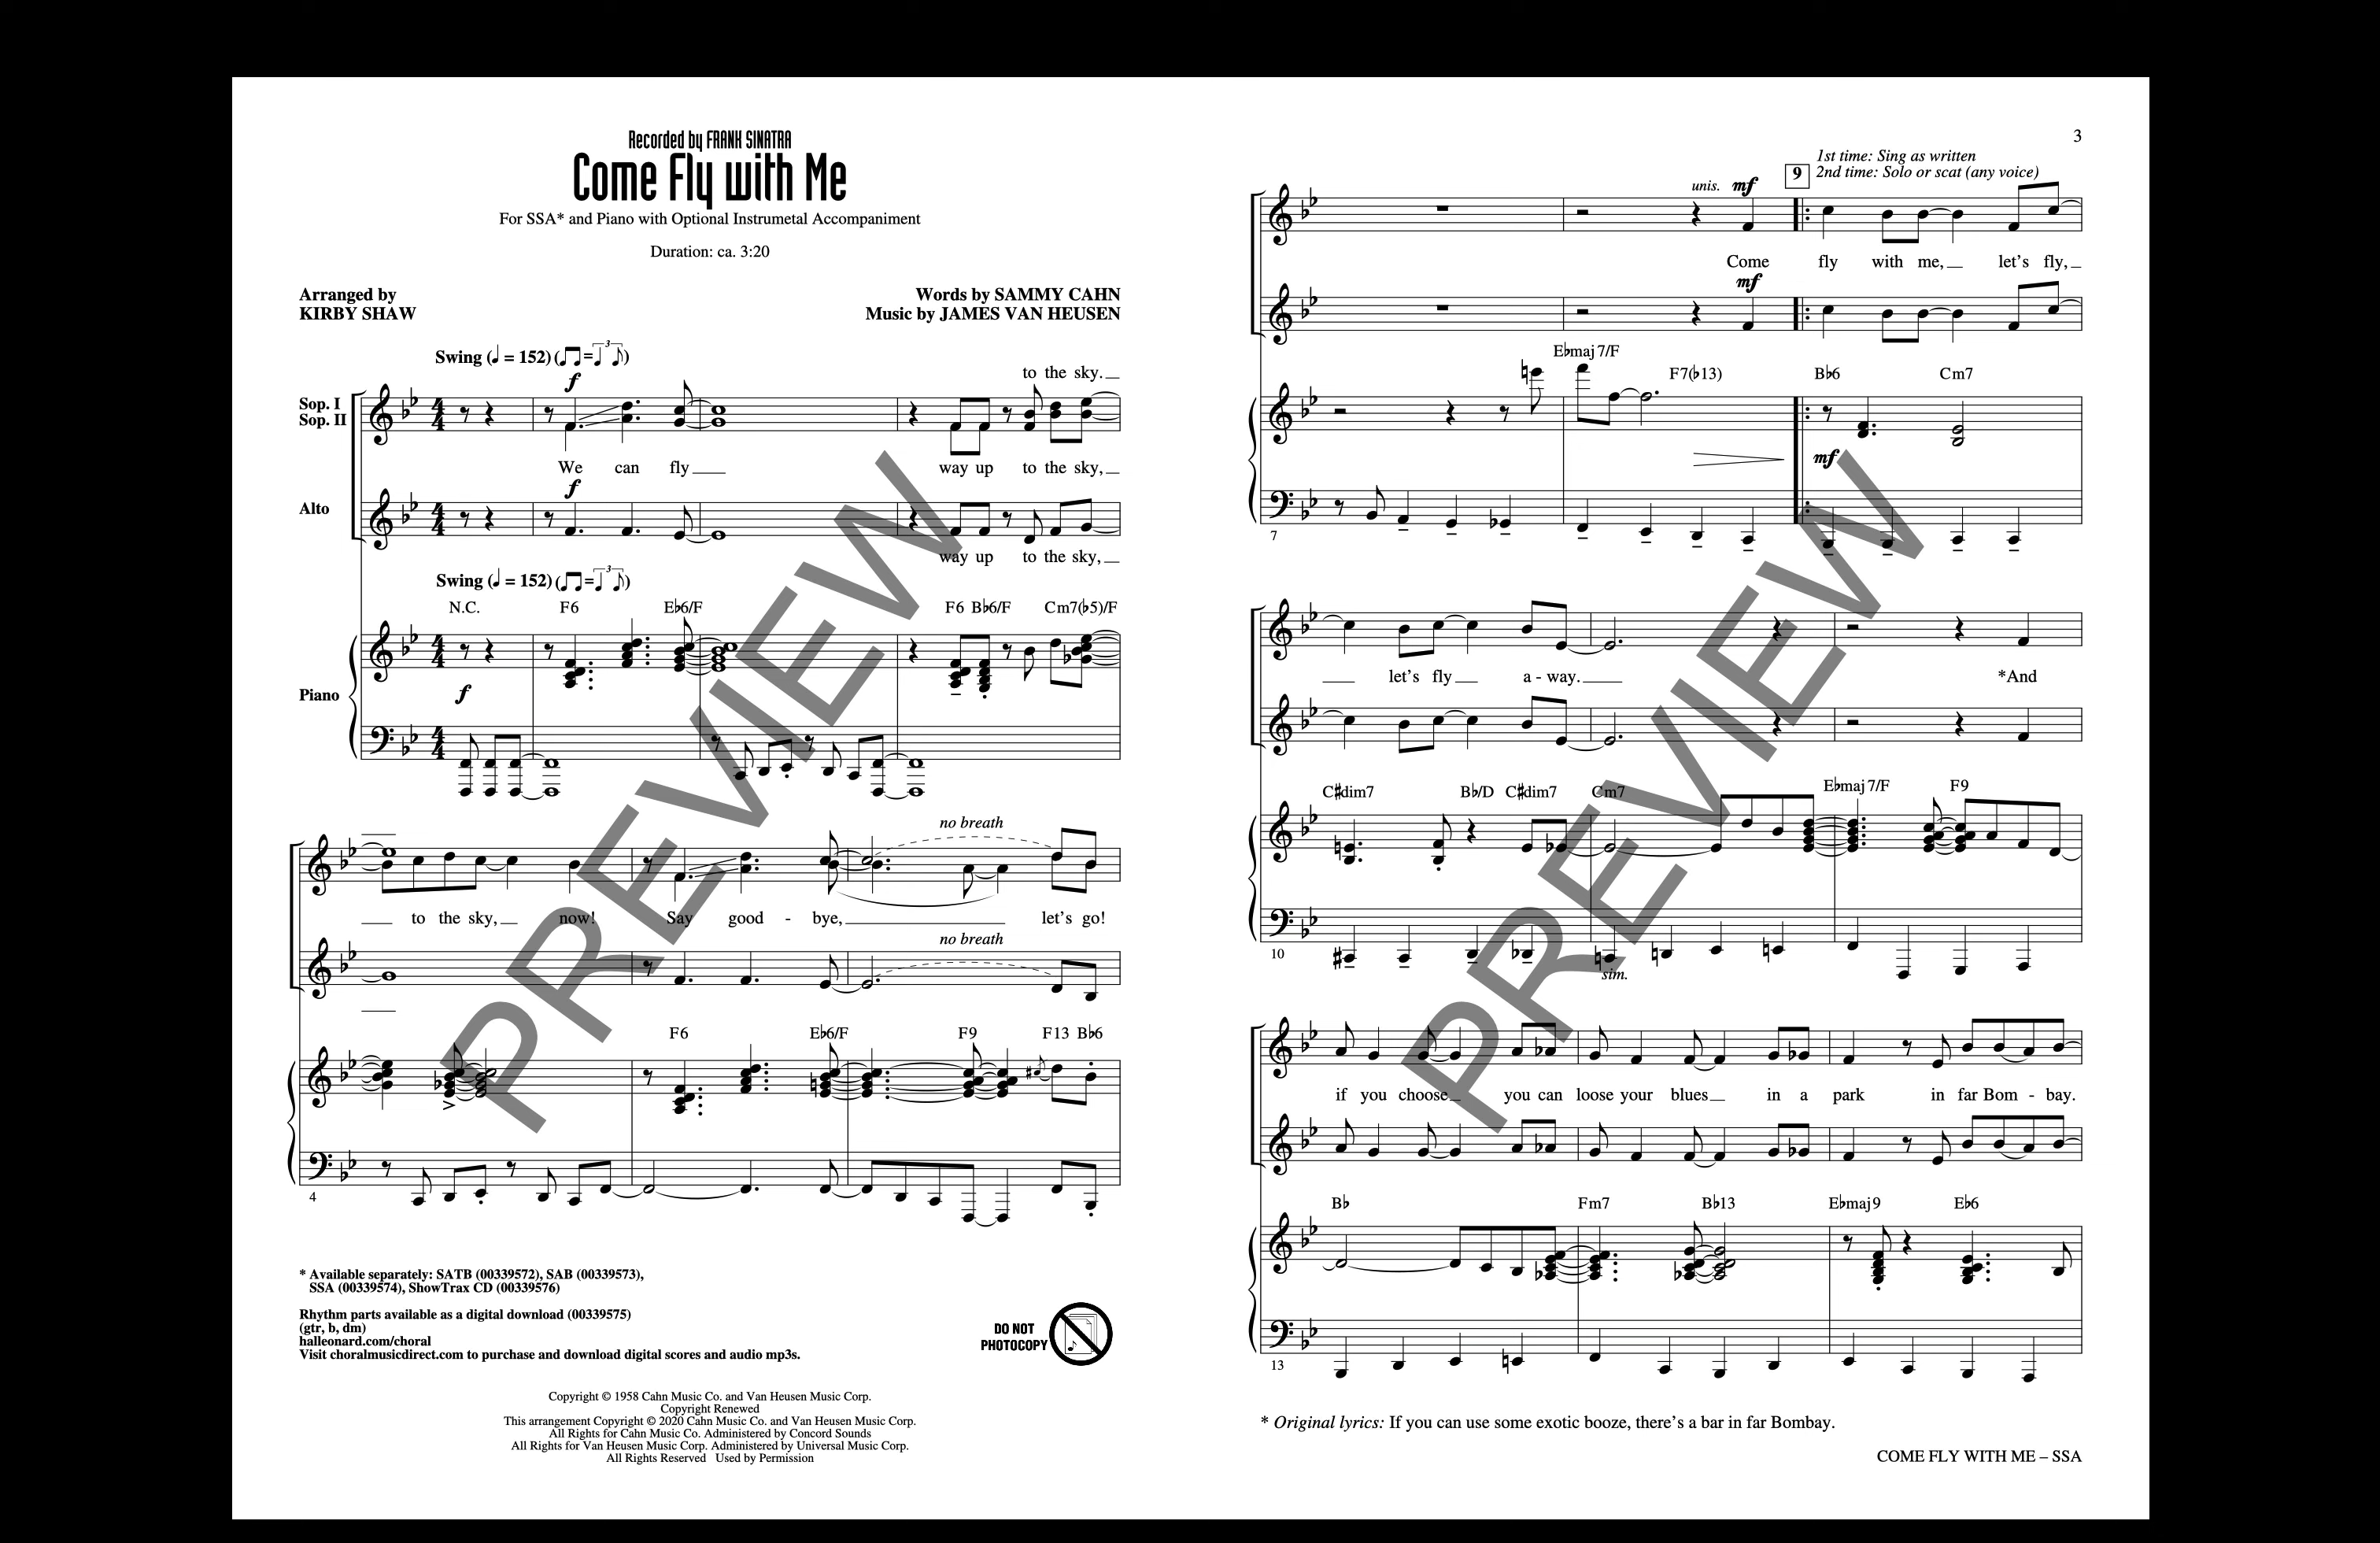 Recorded by FRANK SINATRA
Come Fly with Me
For SSA* and Piano with Optional Instrumetal Accompaniment
Duration: ca. 3:20
Arranged by
KIRBY SHAW
Words by SAMMY CAHN
Music by JAMES VAN HEUSEN
Swing (♩ = 152) (♫ = ♩ 3 ♪)
f
to the sky.
Sop. I
Sop. II
We can fly way up to the sky,
f
Alto
way up to the sky,
Swing (♩ = 152) (♫ = ♩ 3 ♪)
N.C. F6 E♭6/F F6 B♭6/F Cm7(♭5)/F
Piano
f
no breath
to the sky, now! Say good - bye, let's go!
no breath
F6 E♭6/F F9 F13 B♭6
4
* Available separately: SATB (00339572), SAB (00339573),
SSA (00339574), ShowTrax CD (00339576)
Rhythm parts available as a digital download (00339575)
(gtr, b, dm)
halleonard.com/choral
Visit choralmusicdirect.com to purchase and download digital scores and audio mp3s.
DO NOT
PHOTOCOPY
Copyright © 1958 Cahn Music Co. and Van Heusen Music Corp.
Copyright Renewed
This arrangement Copyright © 2020 Cahn Music Co. and Van Heusen Music Corp.
All Rights for Cahn Music Co. Administered by Concord Sounds
All Rights for Van Heusen Music Corp. Administered by Universal Music Corp.
All Rights Reserved Used by Permission
PREVIEW
3
1st time: Sing as written
9 2nd time: Solo or scat (any voice)
unis. mf
Come fly with me, let's fly,
mf
E♭maj7/F F7(♭13) B♭6 Cm7
mf
7
let's fly a - way. *And
C♯dim7 B♭/D C♯dim7 Cm7 E♭maj7/F F9
10
sim.
if you choose you can loose your blues in a park in far Bom - bay.
B♭ Fm7 B♭13 E♭maj9 E♭6
13
* Original lyrics: If you can use some exotic booze, there's a bar in far Bombay.
COME FLY WITH ME – SSA
PREVIEW